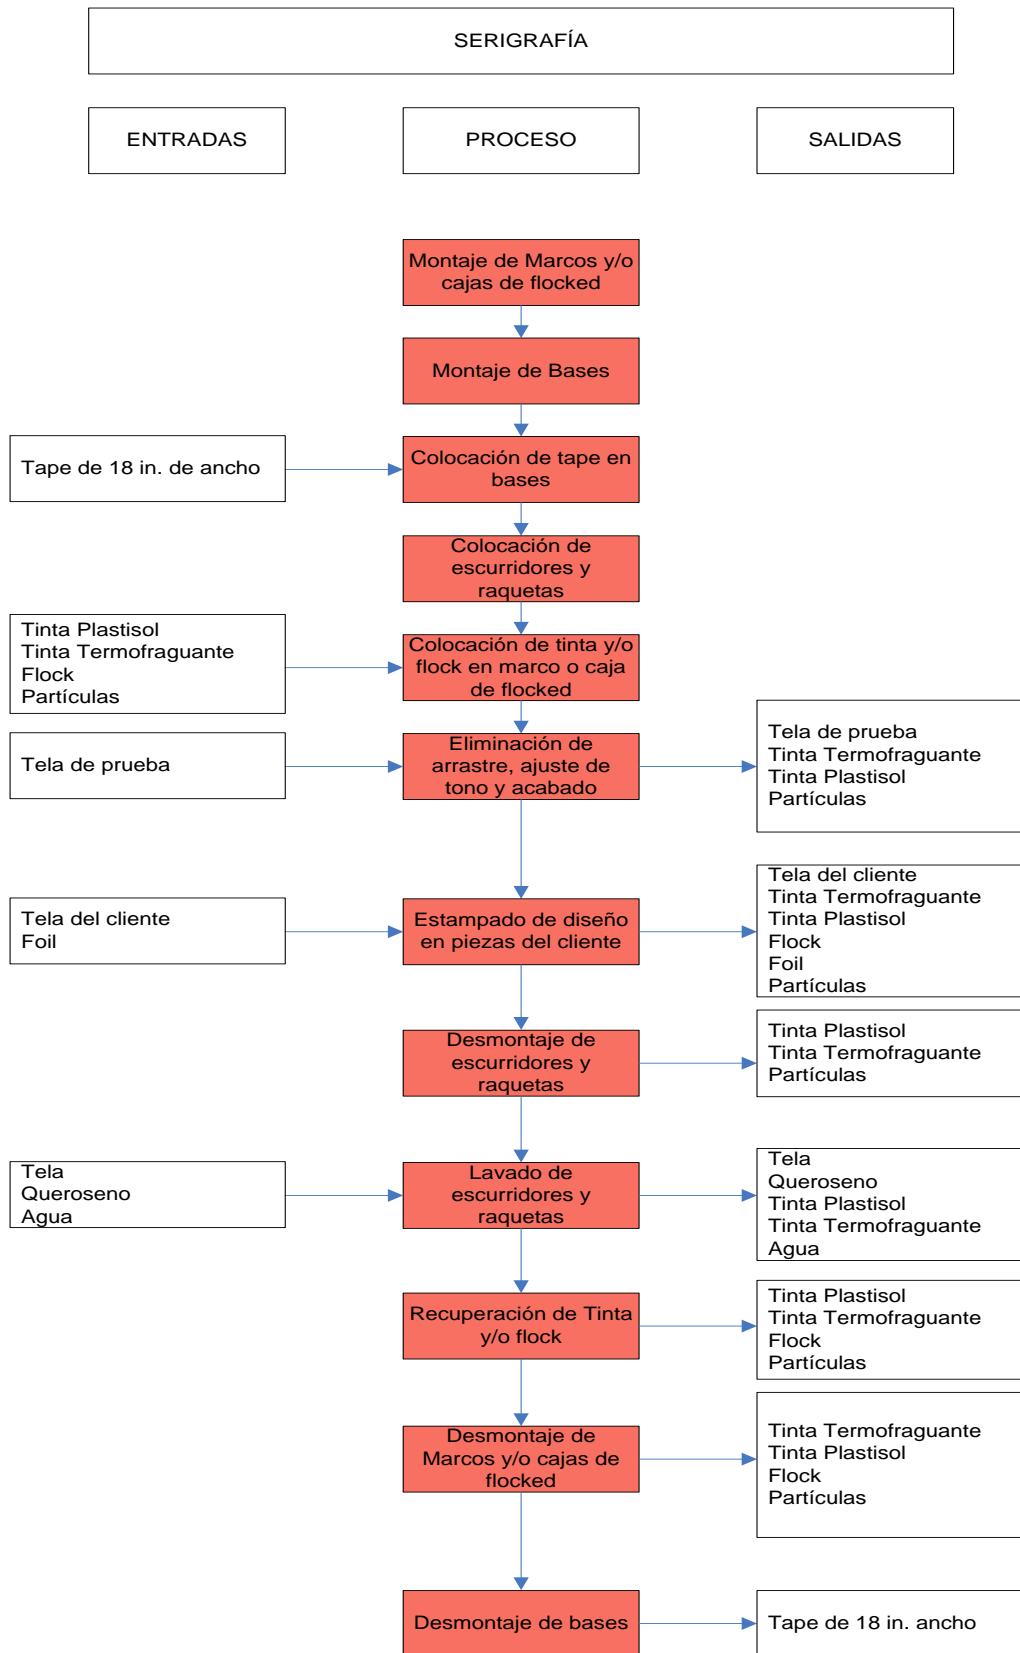 SERIGRAFÍA
ENTRADAS
PROCESO
SALIDAS
Montaje de Marcos y/o
cajas de flocked
Montaje de Bases
Tape de 18 in. de ancho
Colocación de tape en
bases
Colocación de
escurridores y
raquetas
Tinta Plastisol
Tinta Termofraguante
Flock
Partículas
Colocación de tinta y/o
flock en marco o caja
de flocked
Tela de prueba
Eliminación de
arrastre, ajuste de
tono y acabado
Tela de prueba
Tinta Termofraguante
Tinta Plastisol
Partículas
Tela del cliente
Foil
Estampado de diseño
en piezas del cliente
Tela del cliente
Tinta Termofraguante
Tinta Plastisol
Flock
Foil
Partículas
Desmontaje de
escurridores y
raquetas
Tinta Plastisol
Tinta Termofraguante
Partículas
Tela
Queroseno
Agua
Lavado de
escurridores y
raquetas
Tela
Queroseno
Tinta Plastisol
Tinta Termofraguante
Agua
Recuperación de Tinta
y/o flock
Tinta Plastisol
Tinta Termofraguante
Flock
Partículas
Desmontaje de
Marcos y/o cajas de
flocked
Tinta Termofraguante
Tinta Plastisol
Flock
Partículas
Desmontaje de bases
Tape de 18 in. ancho